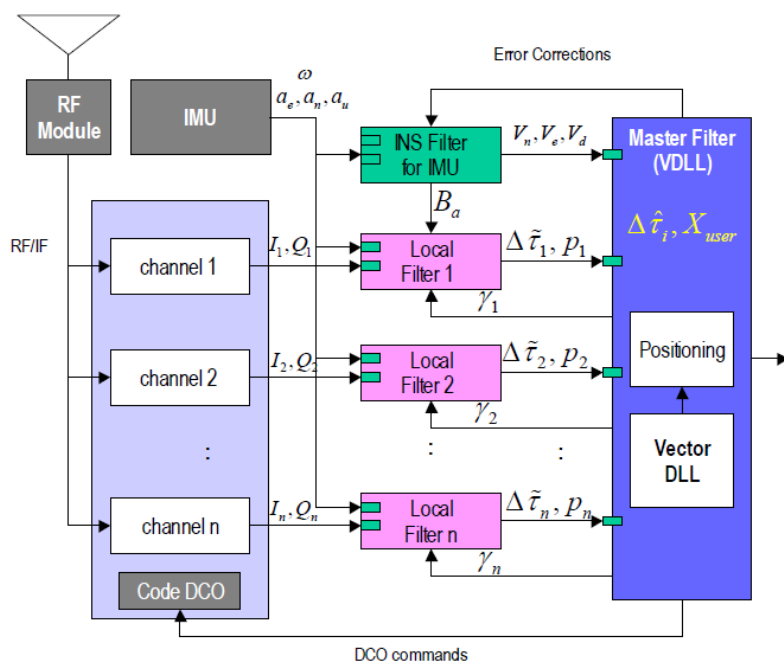 Error Corrections
ω
a_e, a_n, a_u
RF
Module
IMU
INS Filter
for IMU
V_n, V_e, V_d
Master Filter
(VDLL)
B_a
Δτ̂_i, X_user
RF/IF
channel 1
I_1, Q_1
Local
Filter 1
Δτ̃_1, p_1
γ_1
channel 2
I_2, Q_2
Local
Filter 2
Δτ̃_2, p_2
γ_2
Positioning
Vector
DLL
:
:
:
channel n
I_n, Q_n
Local
Filter n
Δτ̃_n, p_n
γ_n
Code DCO
DCO commands